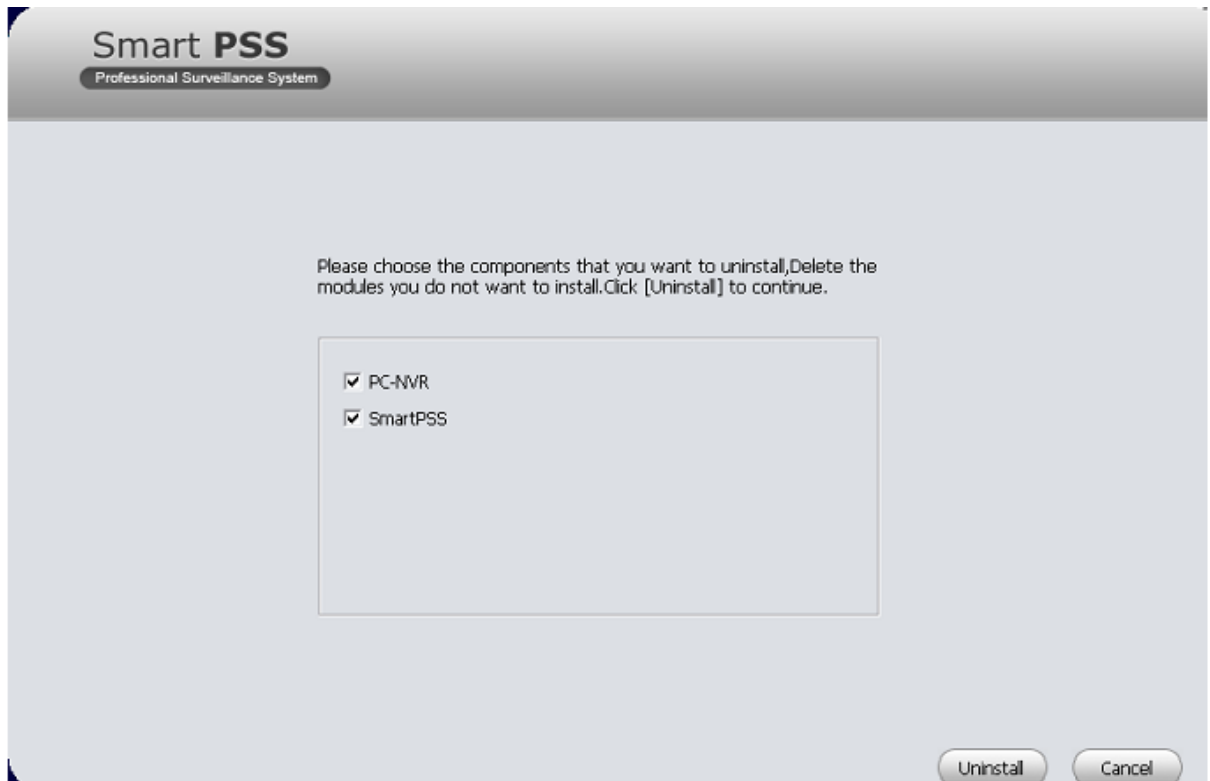 Smart PSS
Professional Surveillance System
Please choose the components that you want to uninstall,Delete the
modules you do not want to install.Click [Uninstall] to continue.
PC-NVR
SmartPSS
Uninstall
Cancel